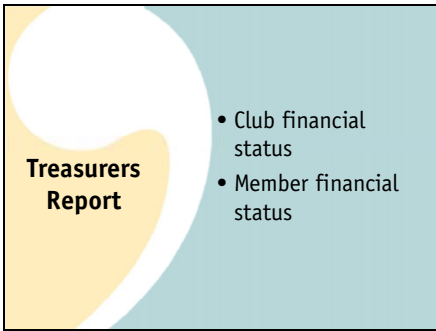 Treasurers
Report
• Club financial
status
• Member financial
status